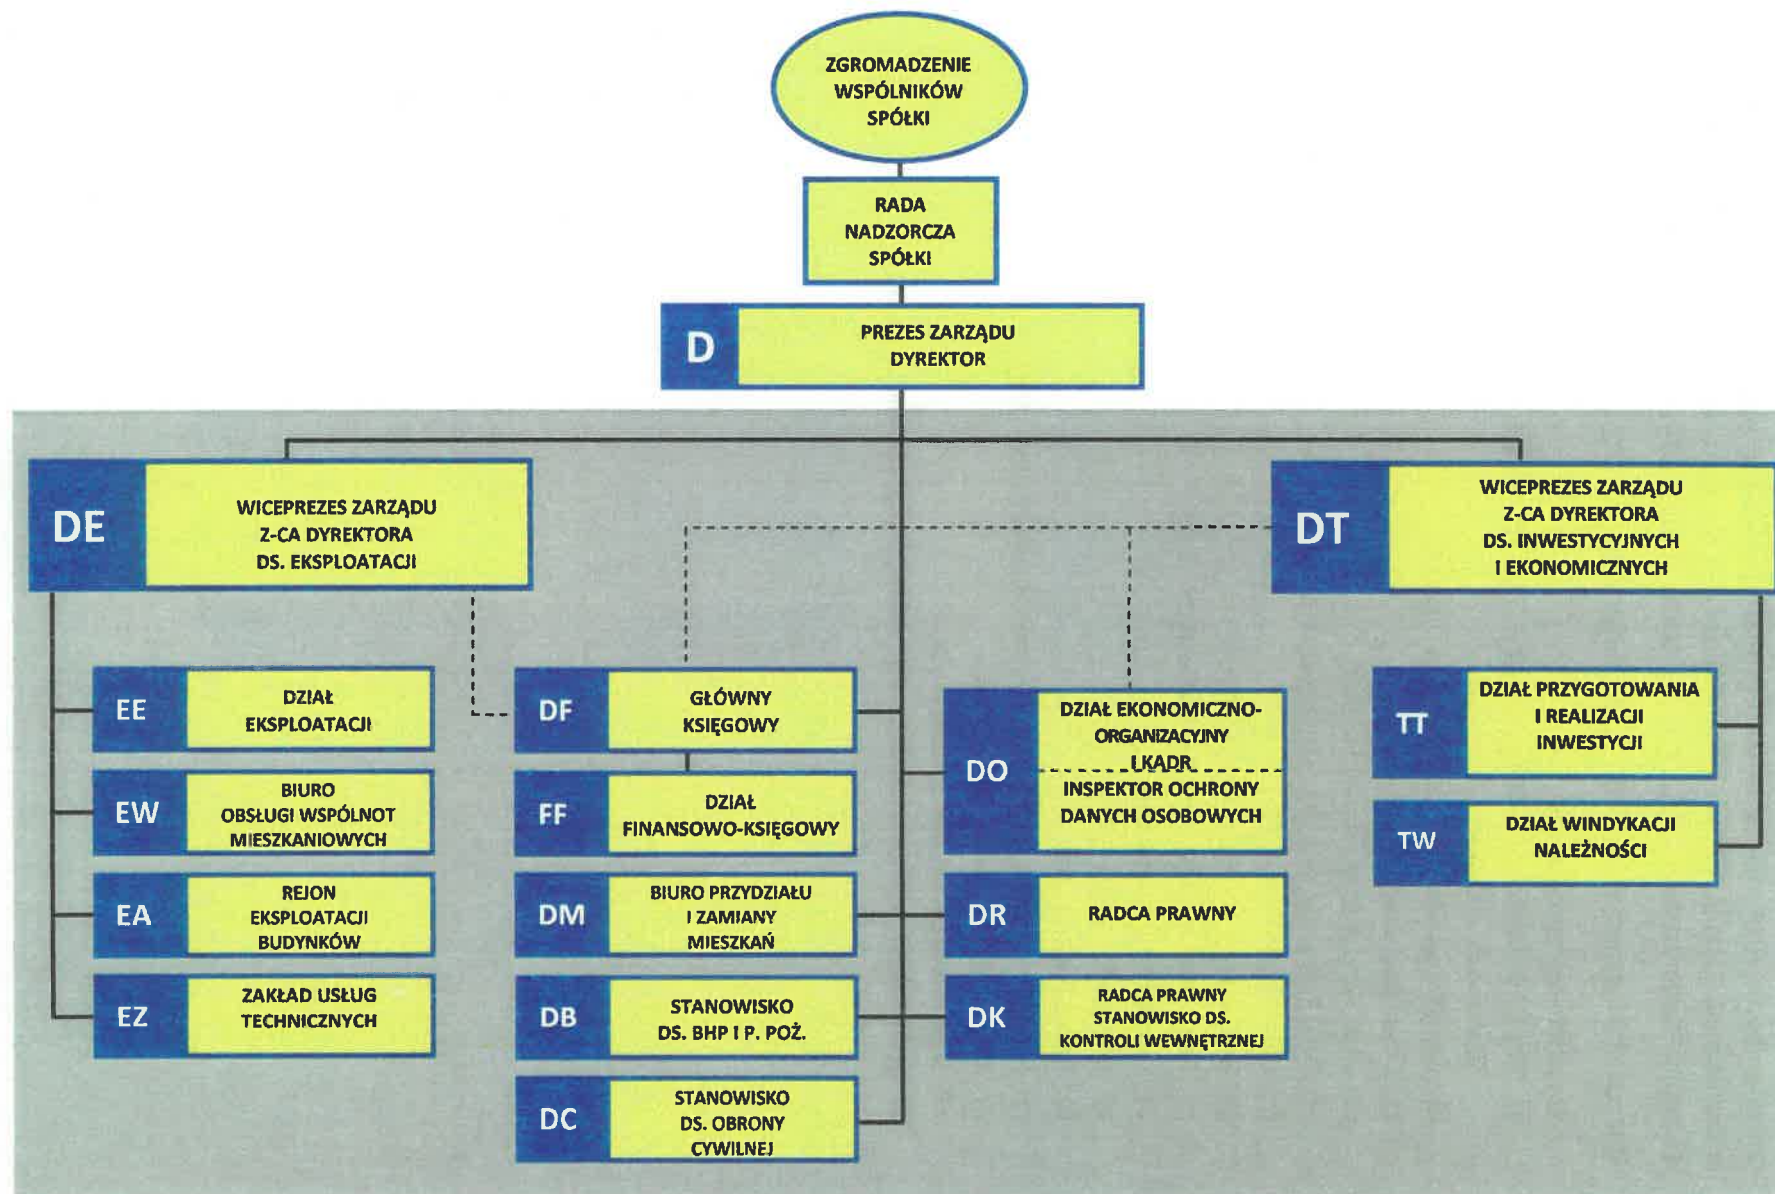 ZGROMADZENIE
WSPÓLNIKÓW
SPÓŁKI
RADA
NADZORCZA
SPÓŁKI
D
PREZES ZARZĄDU
DYREKTOR
DE
WICEPREZES ZARZĄDU
Z-CA DYREKTORA
DS. EKSPLOATACJI
DT
WICEPREZES ZARZĄDU
Z-CA DYREKTORA
DS. INWESTYCYJNYCH
I EKONOMICZNYCH
EE
DZIAŁ
EKSPLOATACJI
EW
BIURO
OBSŁUGI WSPÓLNOT
MIESZKANIOWYCH
EA
REJON
EKSPLOATACJI
BUDYNKÓW
EZ
ZAKŁAD USŁUG
TECHNICZNYCH
DF
GŁÓWNY
KSIĘGOWY
FF
DZIAŁ
FINANSOWO-KSIĘGOWY
DM
BIURO PRZYDZIAŁU
I ZAMIANY
MIESZKAŃ
DB
STANOWISKO
DS. BHP I P. POŻ.
DC
STANOWISKO
DS. OBRONY
CYWILNEJ
DO
DZIAŁ EKONOMICZNO-
ORGANIZACYJNY
I KADR
INSPEKTOR OCHRONY
DANYCH OSOBOWYCH
DR
RADCA PRAWNY
DK
RADCA PRAWNY
STANOWISKO DS.
KONTROLI WEWNĘTRZNEJ
TT
DZIAŁ PRZYGOTOWANIA
I REALIZACJI
INWESTYCJI
TW
DZIAŁ WINDYKACJI
NALEŻNOŚCI